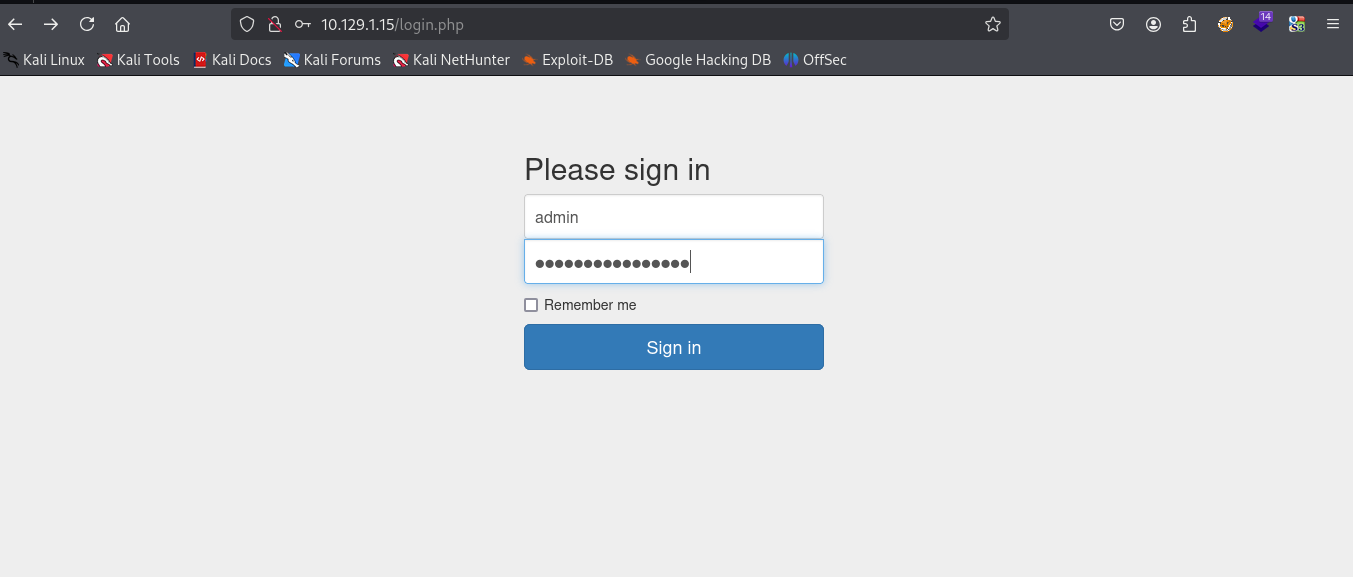 10.129.1.15/login.php
14
Kali Linux Kali Tools Kali Docs Kali Forums Kali NetHunter Exploit-DB Google Hacking DB OffSec
Please sign in
admin
••••••••••••••••
Remember me
Sign in